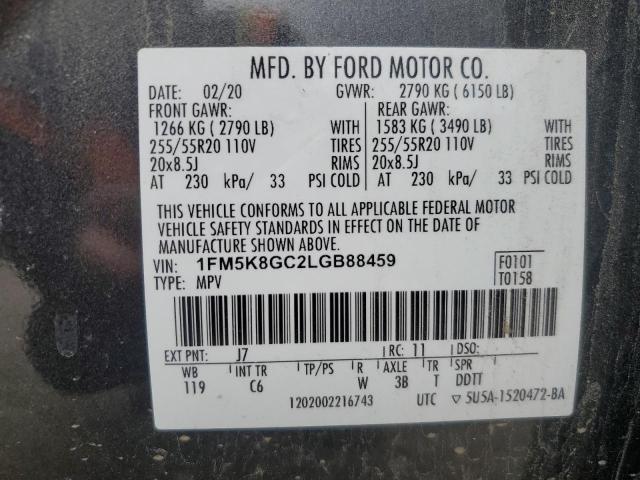 MFD. BY FORD MOTOR CO.
DATE: 02/20 GVWR: 2790 KG ( 6150 LB)
FRONT GAWR: REAR GAWR:
1266 KG ( 2790 LB) WITH 1583 KG ( 3490 LB) WITH
255/55R20 110V TIRES 255/55R20 110V TIRES
20x8.5J RIMS 20x8.5J RIMS
AT 230 kPa/ 33 PSI COLD AT 230 kPa/ 33 PSI COLD
THIS VEHICLE CONFORMS TO ALL APPLICABLE FEDERAL MOTOR
VEHICLE SAFETY STANDARDS IN EFFECT ON THE DATE OF
MANUFACTURE SHOWN ABOVE.
VIN: 1FM5K8GC2LGB88459 F0101
TYPE: MPV T0158
EXT PNT: J7 RC: 11 DSO:
WB INT TR TP/PS R AXLE TR SPR
119 C6 W 3B T DDTT
1202002216743 UTC ▽ 5U5A-1520472-BA